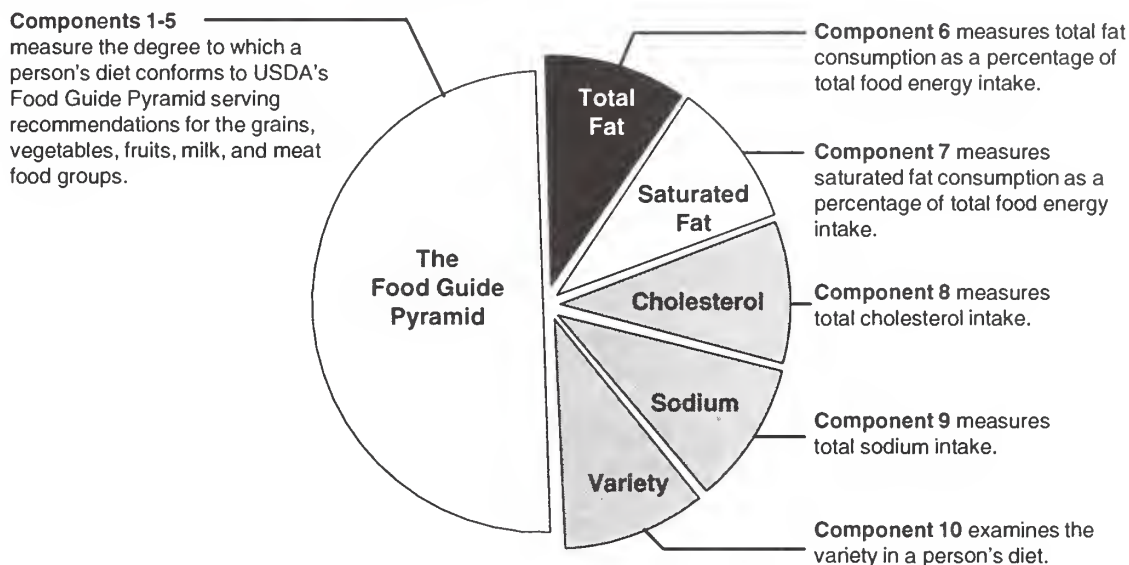 Components 1-5
measure the degree to which a
person's diet conforms to USDA's
Food Guide Pyramid serving
recommendations for the grains,
vegetables, fruits, milk, and meat
food groups.
The
Food Guide
Pyramid
Total
Fat
Saturated
Fat
Cholesterol
Sodium
Variety
Component 6 measures total fat
consumption as a percentage of
total food energy intake.
Component 7 measures
saturated fat consumption as a
percentage of total food energy
intake.
Component 8 measures
total cholesterol intake.
Component 9 measures
total sodium intake.
Component 10 examines the
variety in a person's diet.